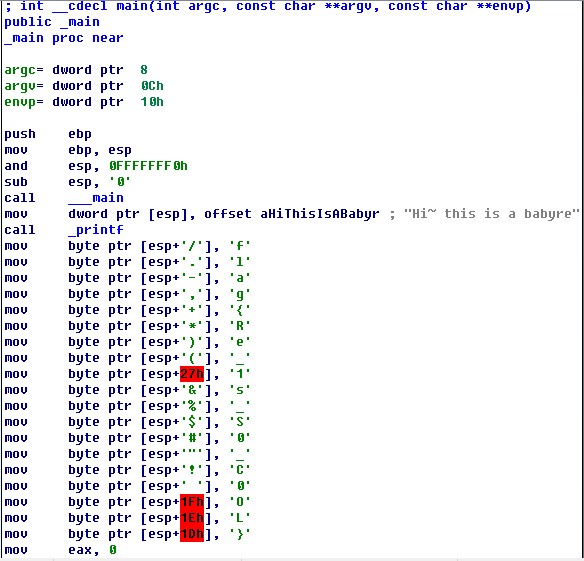 ; int __cdecl main(int argc, const char **argv, const char **envp)
public _main
_main proc near
argc= dword ptr  8
argv= dword ptr  0Ch
envp= dword ptr  10h
push    ebp
mov     ebp, esp
and     esp, 0FFFFFFF0h
sub     esp, '0'
call    ___main
mov     dword ptr [esp], offset aHiThisIsABabyr ; "Hi~ this is a babyre"
call    _printf
mov     byte ptr [esp+'/'], 'f'
mov     byte ptr [esp+'.'], 'l'
mov     byte ptr [esp+'-'], 'a'
mov     byte ptr [esp+','], 'g'
mov     byte ptr [esp+'+'], '{'
mov     byte ptr [esp+'*'], 'R'
mov     byte ptr [esp+')'], 'e'
mov     byte ptr [esp+'('], '_'
mov     byte ptr [esp+27h], '1'
mov     byte ptr [esp+'&'], 's'
mov     byte ptr [esp+'%'], '_'
mov     byte ptr [esp+'$'], 'S'
mov     byte ptr [esp+'#'], '0'
mov     byte ptr [esp+'"'], '_'
mov     byte ptr [esp+'!'], 'C'
mov     byte ptr [esp+' '], '0'
mov     byte ptr [esp+1Fh], 'O'
mov     byte ptr [esp+1Eh], 'L'
mov     byte ptr [esp+1Dh], '}'
mov     eax, 0